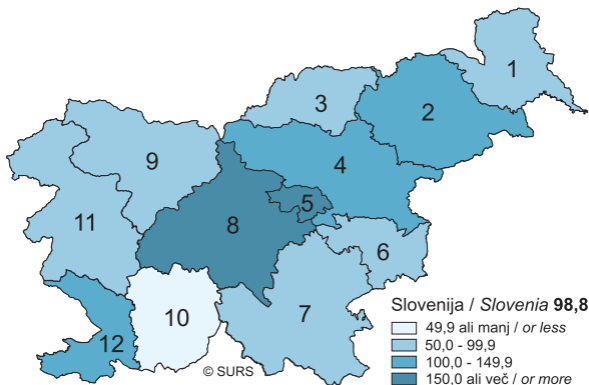 1
2
3
4
9
5
11
8
6
Slovenija / Slovenia 98,8
10
7
49,9 ali manj / or less
50,0 - 99,9
12
100,0 - 149,9
© SURS
150,0 ali več / or more